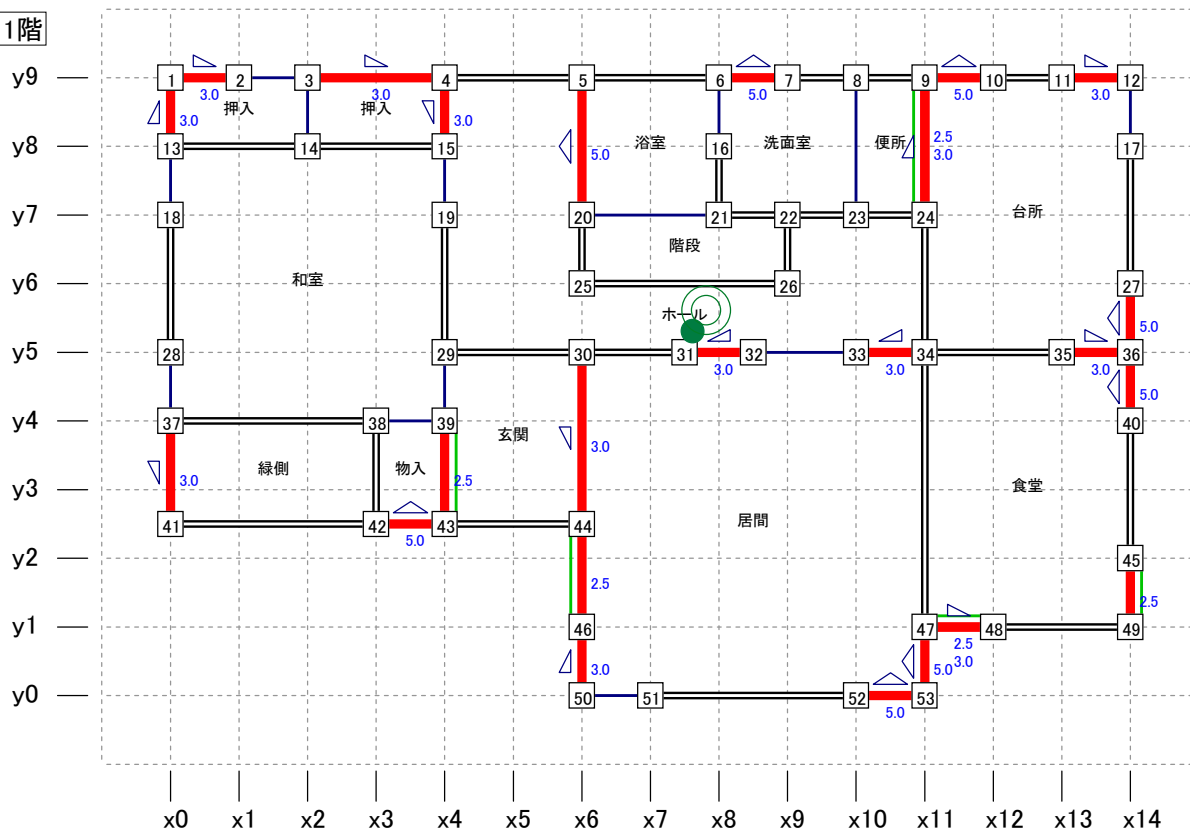 1階
y9 1 2 3 4 5 6 7 8 9 10 11 12
3.0 3.0 5.0 5.0 3.0
押入 押入
3.0 3.0 5.0 浴室 洗面室 便所 2.5
3.0
y8 13 14 15 16 17
y7 18 19 20 21 22 23 24
台所
階段
和室
y6 25 26 27
ホール
5.0
y5 28 29 30 31 32 33 34 35 36
3.0 3.0 3.0
5.0
y4 37 38 39 40
玄関
3.0
緑側 物入
3.0 2.5
y3
食堂
居間
41 42 43 44
5.0
y2 45
2.5
2.5
y1 46 47 48 49
2.5
3.0 5.0 3.0
y0 50 51 52 53
5.0
x0 x1 x2 x3 x4 x5 x6 x7 x8 x9 x10 x11 x12 x13 x14